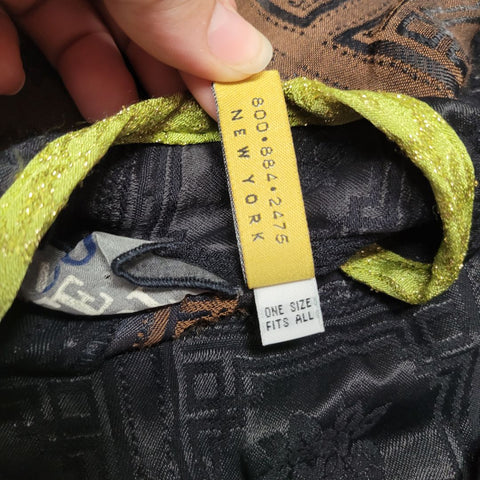 800•884•2475
NEW YORK
ONE SIZE
FITS ALL